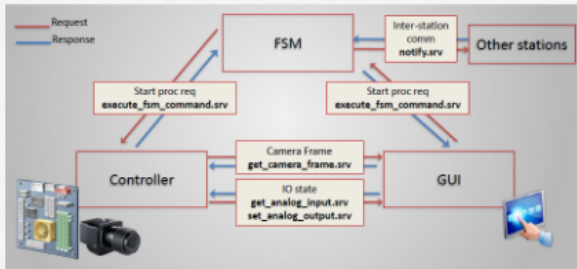 Request
Response
FSM
Inter-station
comm
notify.srv
Other stations
Start proc req
execute_fsm_command.srv
Start proc req
execute_fsm_command.srv
Camera Frame
get_camera_frame.srv
Controller
GUI
IO state
get_analog_input.srv
set_analog_output.srv